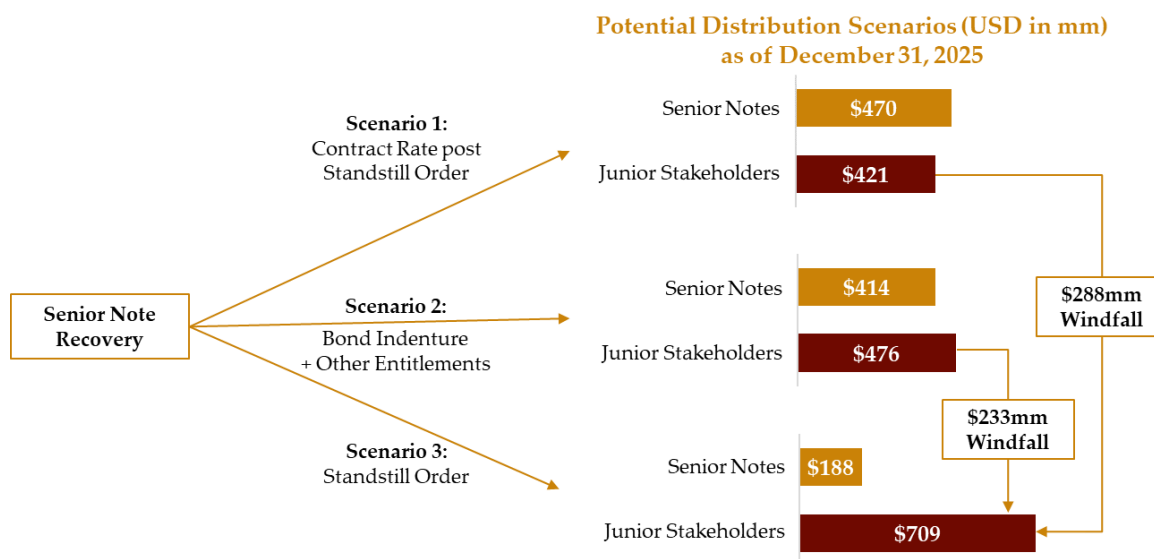 Potential Distribution Scenarios (USD in mm)
as of December 31, 2025
Senior Note
Recovery
Scenario 1:
Contract Rate post
Standstill Order
Senior Notes
$470
Junior Stakeholders
$421
Scenario 2:
Bond Indenture
+ Other Entitlements
Senior Notes
$414
Junior Stakeholders
$476
$288mm
Windfall
$233mm
Windfall
Scenario 3:
Standstill Order
Senior Notes
$188
Junior Stakeholders
$709